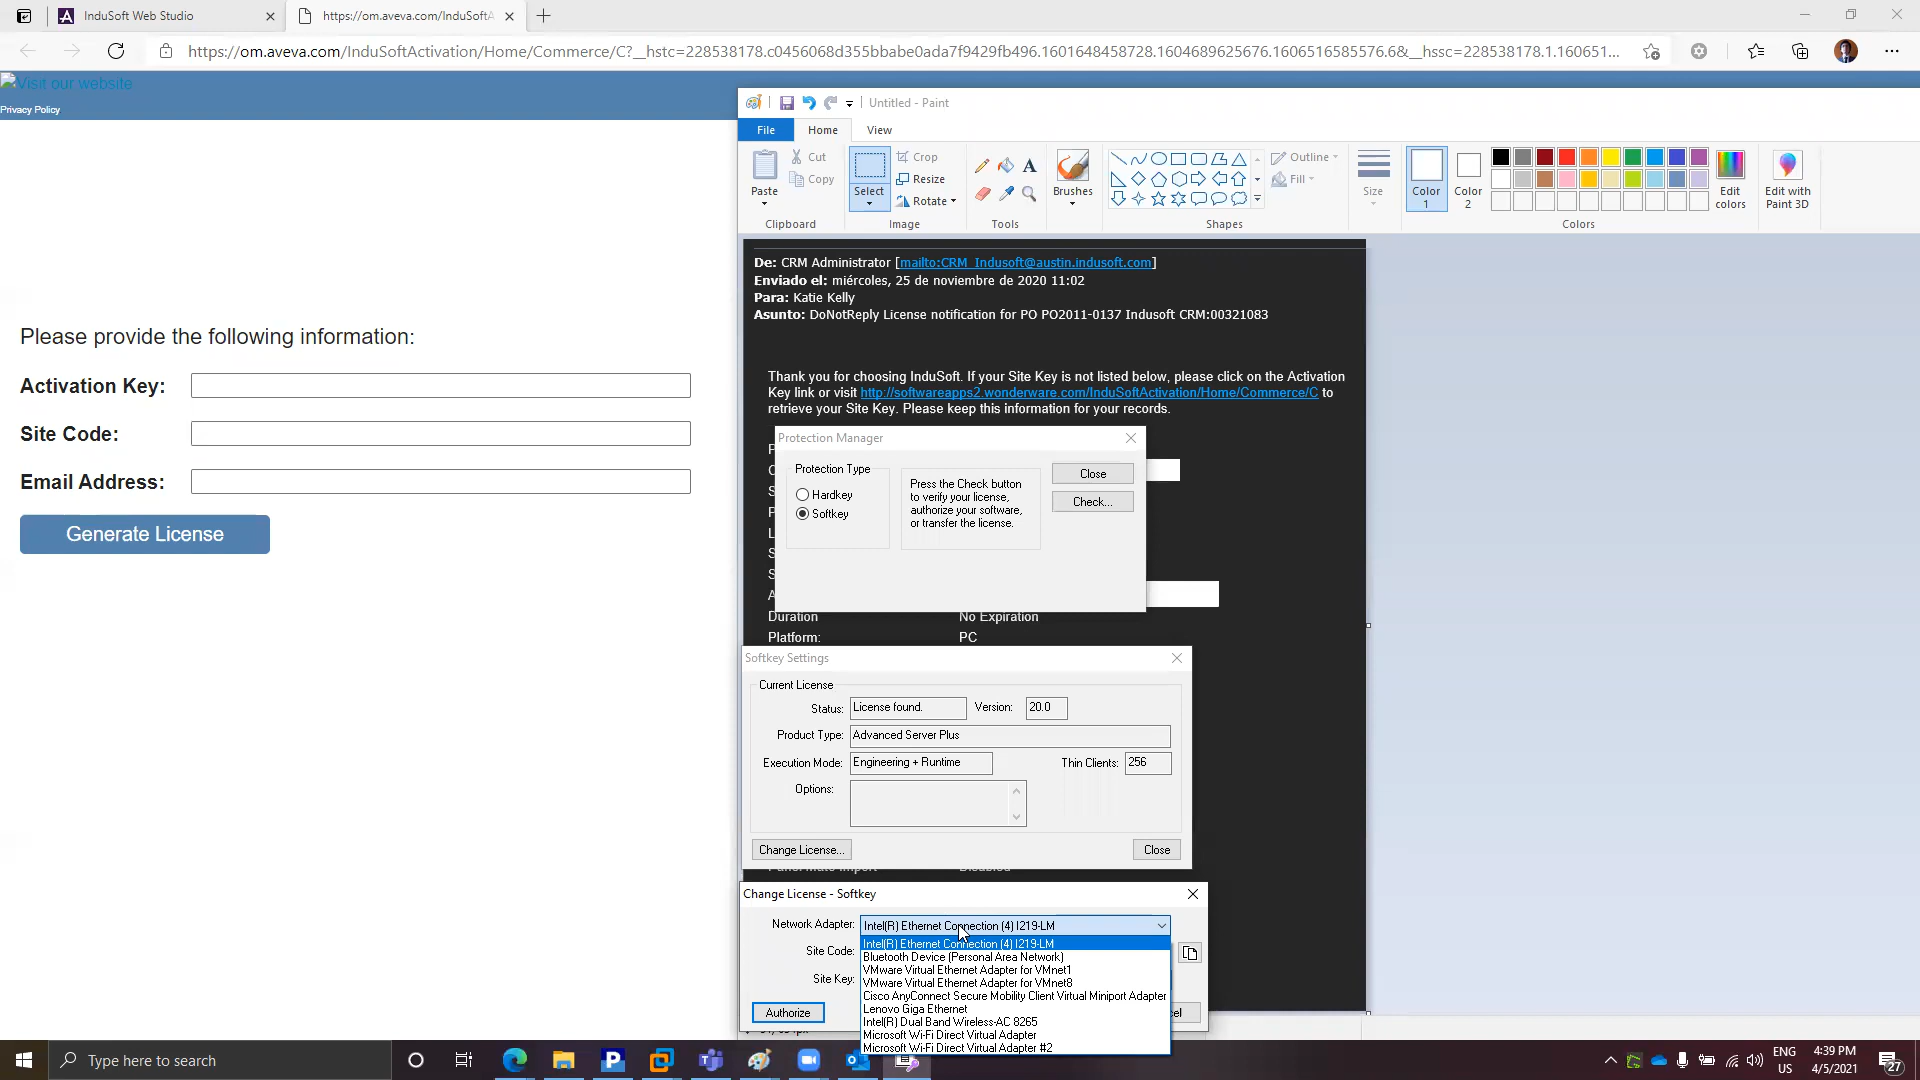 InduSoft Web Studio
https://om.aveva.com/InduSoftA
https://om.aveva.com/InduSoftActivation/Home/Commerce/C?__hstc=228538178.c0456068d355bbabe0ada7f9429fb496.1601648458728.1604689625676.1606516585576.6&__hssc=228538178.1.160651...
Visit our website
Privacy Policy
Please provide the following information:
Activation Key:
Site Code:
Email Address:
Generate License
Untitled - Paint
File
Home
View
Paste
Cut
Copy
Clipboard
Select
Crop
Resize
Rotate
Image
A
Tools
Brushes
Outline
Fill
Shapes
Size
Color 1
Color 2
Edit colors
Edit with Paint 3D
Colors
De: CRM Administrator [mailto:CRM_Indusoft@austin.indusoft.com]
Enviado el: miércoles, 25 de noviembre de 2020 11:02
Para: Katie Kelly
Asunto: DoNotReply License notification for PO PO2011-0137 Indusoft CRM:00321083
Thank you for choosing InduSoft. If your Site Key is not listed below, please click on the Activation
Key link or visit http://softwareapps2.wonderware.com/InduSoftActivation/Home/Commerce/C to
retrieve your Site Key. Please keep this information for your records.
Protection Manager
Protection Type
Hardkey
Softkey
Press the Check button
to verify your license,
authorize your software,
or transfer the license.
Close
Check...
Duration No Expiration
Platform: PC
Softkey Settings
Current License
Status: License found. Version: 20.0
Product Type: Advanced Server Plus
Execution Mode: Engineering + Runtime Thin Clients: 256
Options:
Change License...
Close
Change License - Softkey
Network Adapter: Intel(R) Ethernet Connection (4) I219-LM
Site Code:
Site Key:
Authorize
cel
Intel(R) Ethernet Connection (4) I219-LM
Bluetooth Device (Personal Area Network)
VMware Virtual Ethernet Adapter for VMnet1
VMware Virtual Ethernet Adapter for VMnet8
Cisco AnyConnect Secure Mobility Client Virtual Miniport Adapter
Lenovo Giga Ethernet
Intel(R) Dual Band Wireless-AC 8265
Microsoft Wi-Fi Direct Virtual Adapter
Microsoft Wi-Fi Direct Virtual Adapter #2
Type here to search
ENG
US
4:39 PM
4/5/2021
27